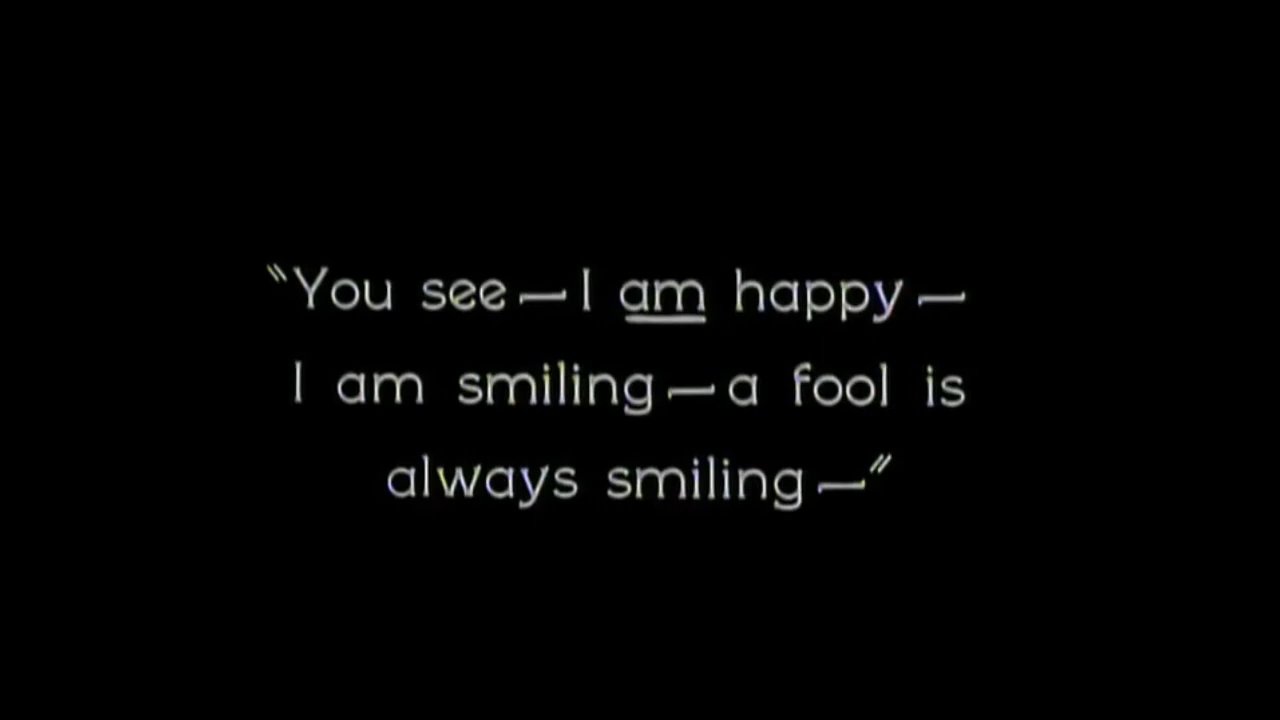 "You see—I am happy—
I am smiling—a fool is
always smiling—"